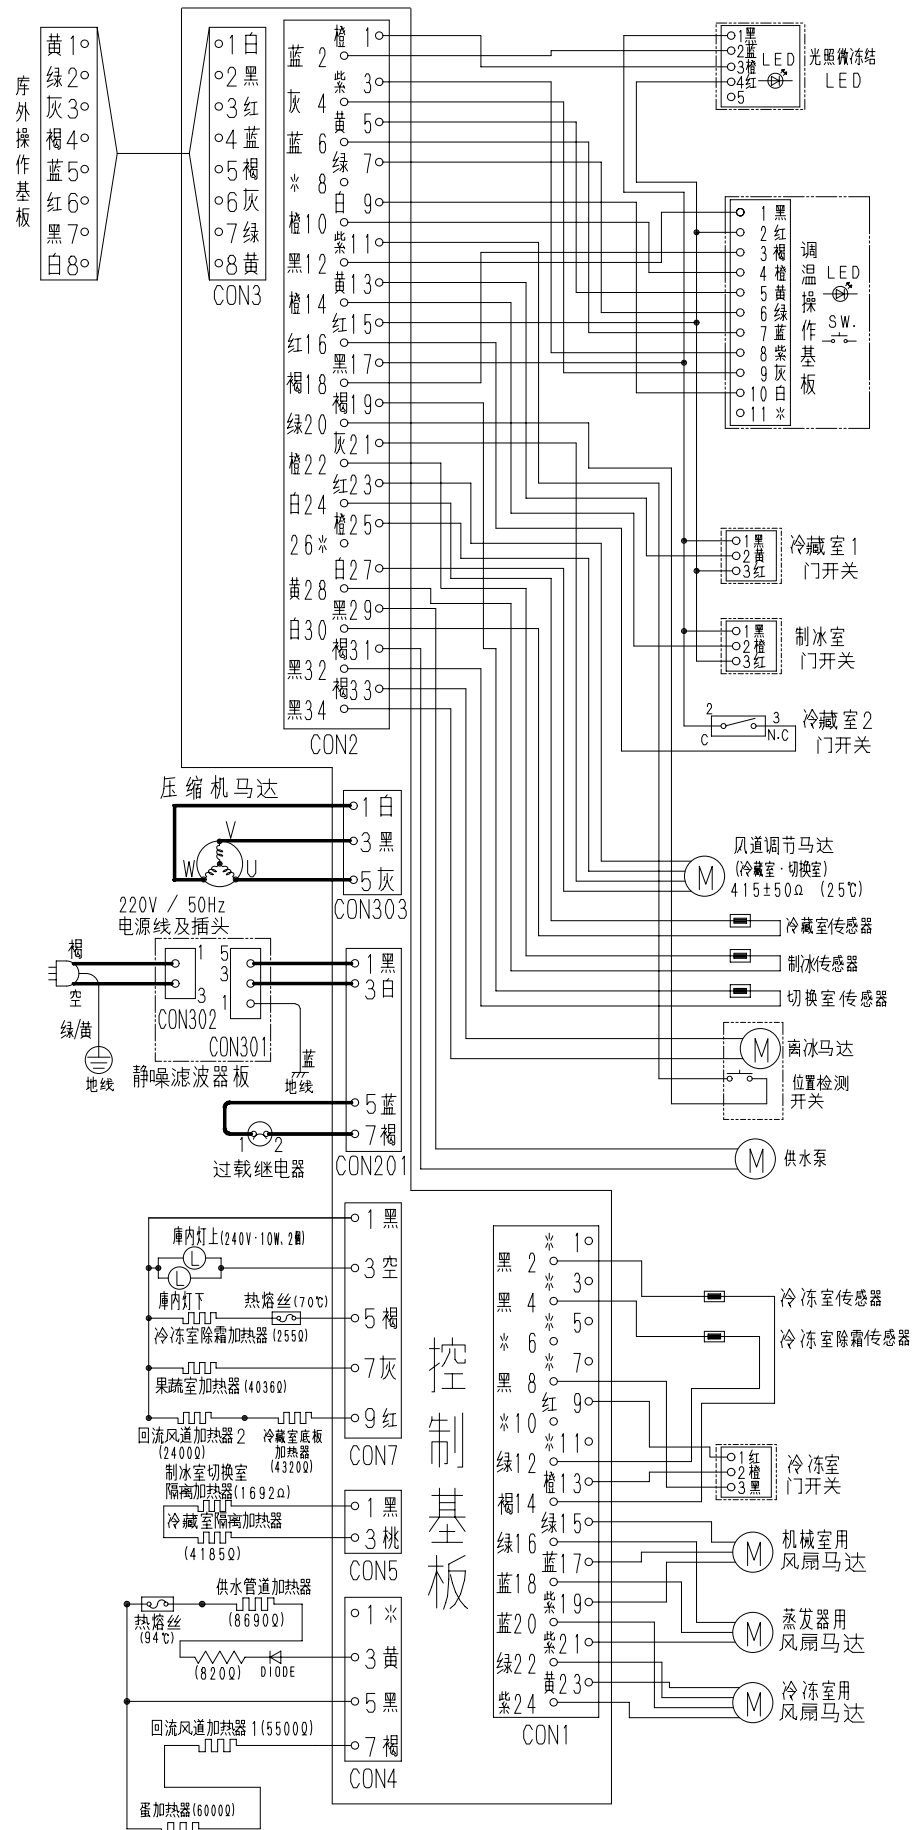 库外操作基板
黄1
绿2
灰3
褐4
蓝5
红6
黑7
白8
1白
2黑
3红
4蓝
5褐
6灰
7绿
8黄
CON3
橙 1
蓝 2
紫 3
灰 4
黄 5
蓝 6
绿 7
※ 8
白 9
橙10
紫11
黑12
黄13
橙14
红15
红16
黑17
褐18
褐19
绿20
灰21
橙22
红23
白24
橙25
26※
白27
黄28
黑29
白30
褐31
黑32
褐33
黑34
CON2
1黑
2蓝
3橙
4红
5
LED
光照微冻结
LED
1 黑
2 红
3 褐
4 橙
5 黄
6 绿
7 蓝
8 紫
9 灰
10 白
11 ※
调温操作基板
LED
SW.
1黑
2黄
3红
冷藏室1
门开关
1黑
2橙
3红
制冰室
门开关
2
3
C
N.C
冷藏室2
门开关
压缩机马达
V
W
U
1白
3黑
5灰
CON303
M
风道调节马达
(冷藏室·切换室)
415±50Ω (25℃)
冷藏室传感器
制冰传感器
切换室传感器
M
离冰马达
位置检测
开关
M
供水泵
220V / 50Hz
电源线及插头
褐
空
绿/黄
地线
1
3
CON302
5
3
1
CON301
蓝
地线
静噪滤波器板
1黑
3白
5蓝
7褐
CON201
1
2
过载继电器
1黑
3空
5褐
7灰
9红
CON7
庫内灯上(240V·10W、2個)
L
L
庫内灯下
热熔丝(70℃)
冷冻室除霜加热器(255Ω)
果蔬室加热器(4036Ω)
回流风道加热器2
(2400Ω)
冷藏室底板
加热器
(4320Ω)
制冰室切换室
隔离加热器(1692Ω)
冷藏室隔离加热器
(4185Ω)
1黑
3桃
CON5
供水管道加热器
(8690Ω)
热熔丝
(94℃)
(820Ω)
DIODE
1※
3黄
5黑
7褐
CON4
回流风道加热器1(5500Ω)
蛋加热器(6000Ω)
控制基板
※ 1
黑 2
※ 3
黑 4
※ 5
※ 6
※ 7
黑 8
红 9
※10
※11
绿12
橙13
褐14
绿15
绿16
蓝17
蓝18
紫19
蓝20
紫21
绿22
黄23
紫24
CON1
冷冻室传感器
冷冻室除霜传感器
1红
2橙
3黑
冷冻室
门开关
M
机械室用
风扇马达
M
蒸发器用
风扇马达
M
冷冻室用
风扇马达